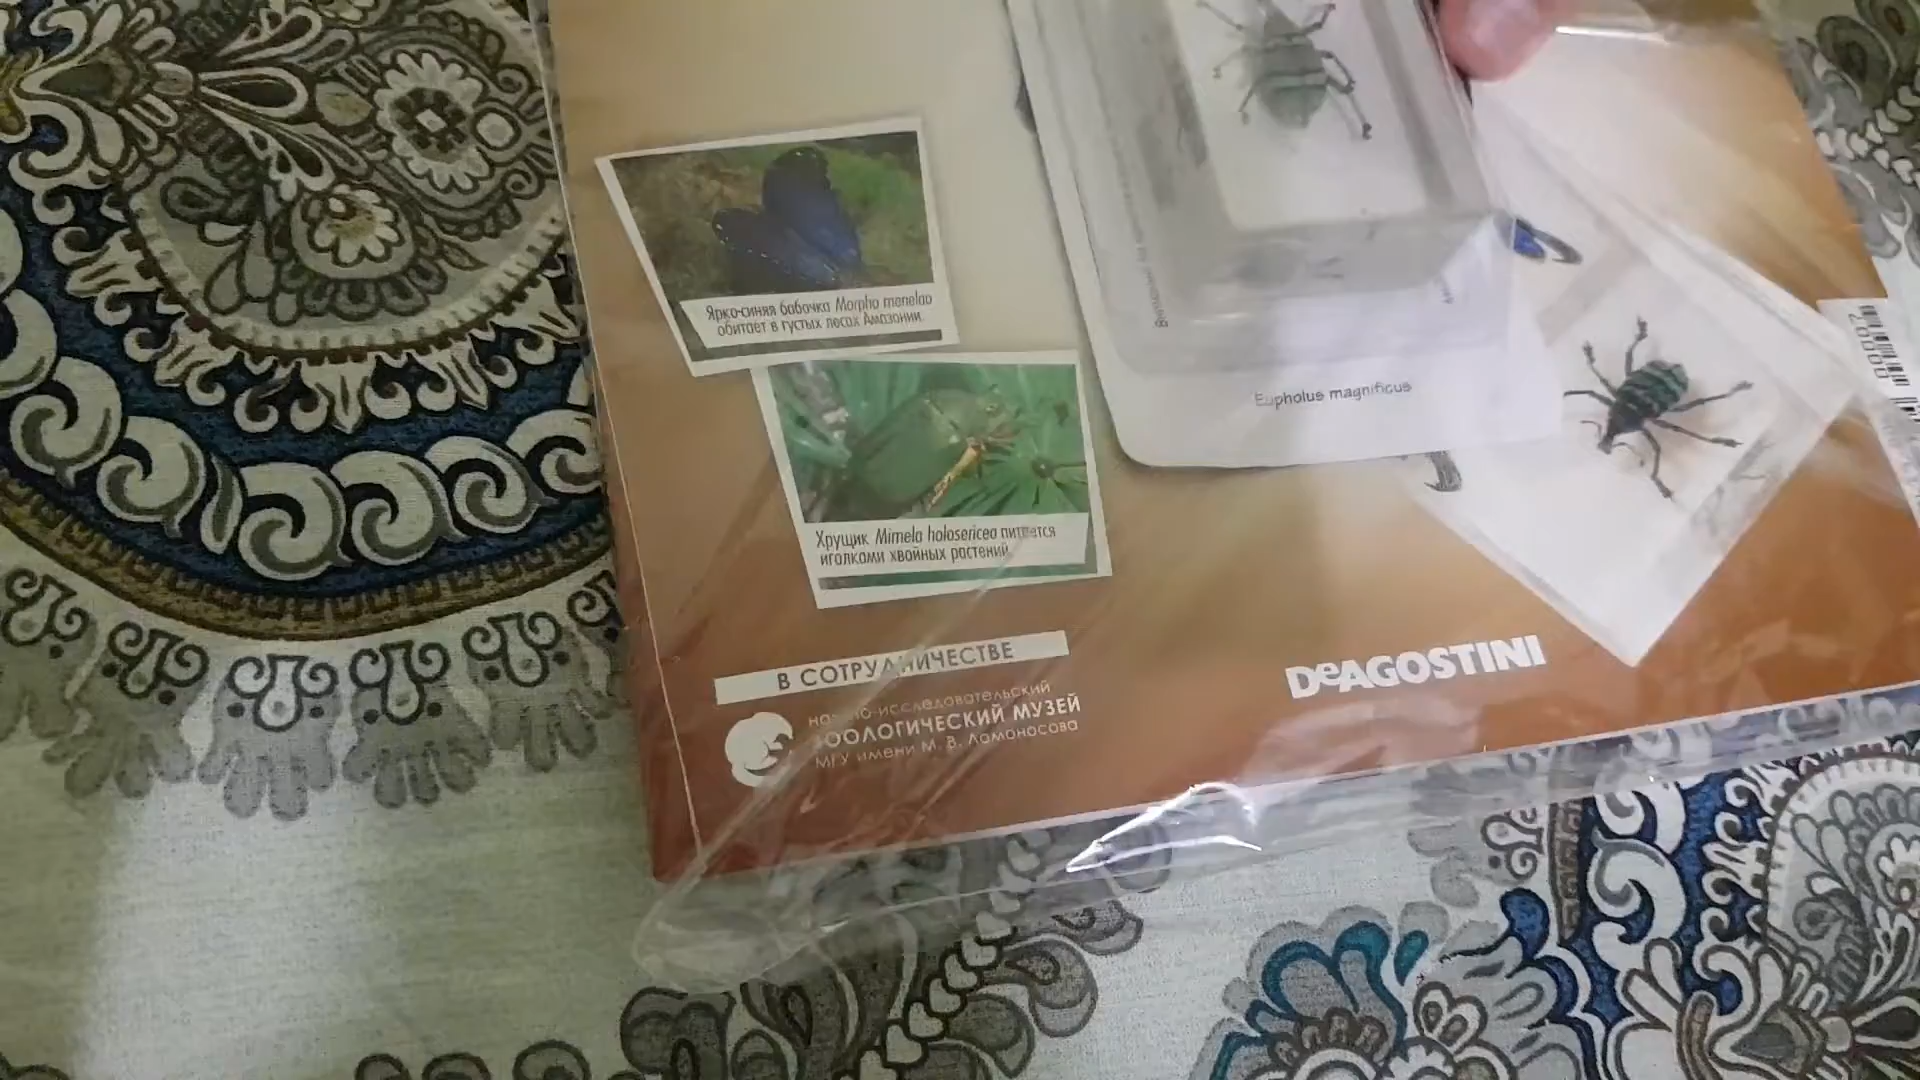 Ярко-синяя бабочка Morpho menelao
обитает в густых лесах Амазонии.
Eupholus magnificus
Хрущик Mimela holosericea питается
иголками хвойных растений.
В СОТРУДНИЧЕСТВЕ
научно-исследовательский
ЗООЛОГИЧЕСКИЙ МУЗЕЙ
МГУ имени М. В. Ломоносова
DeAGOSTINI